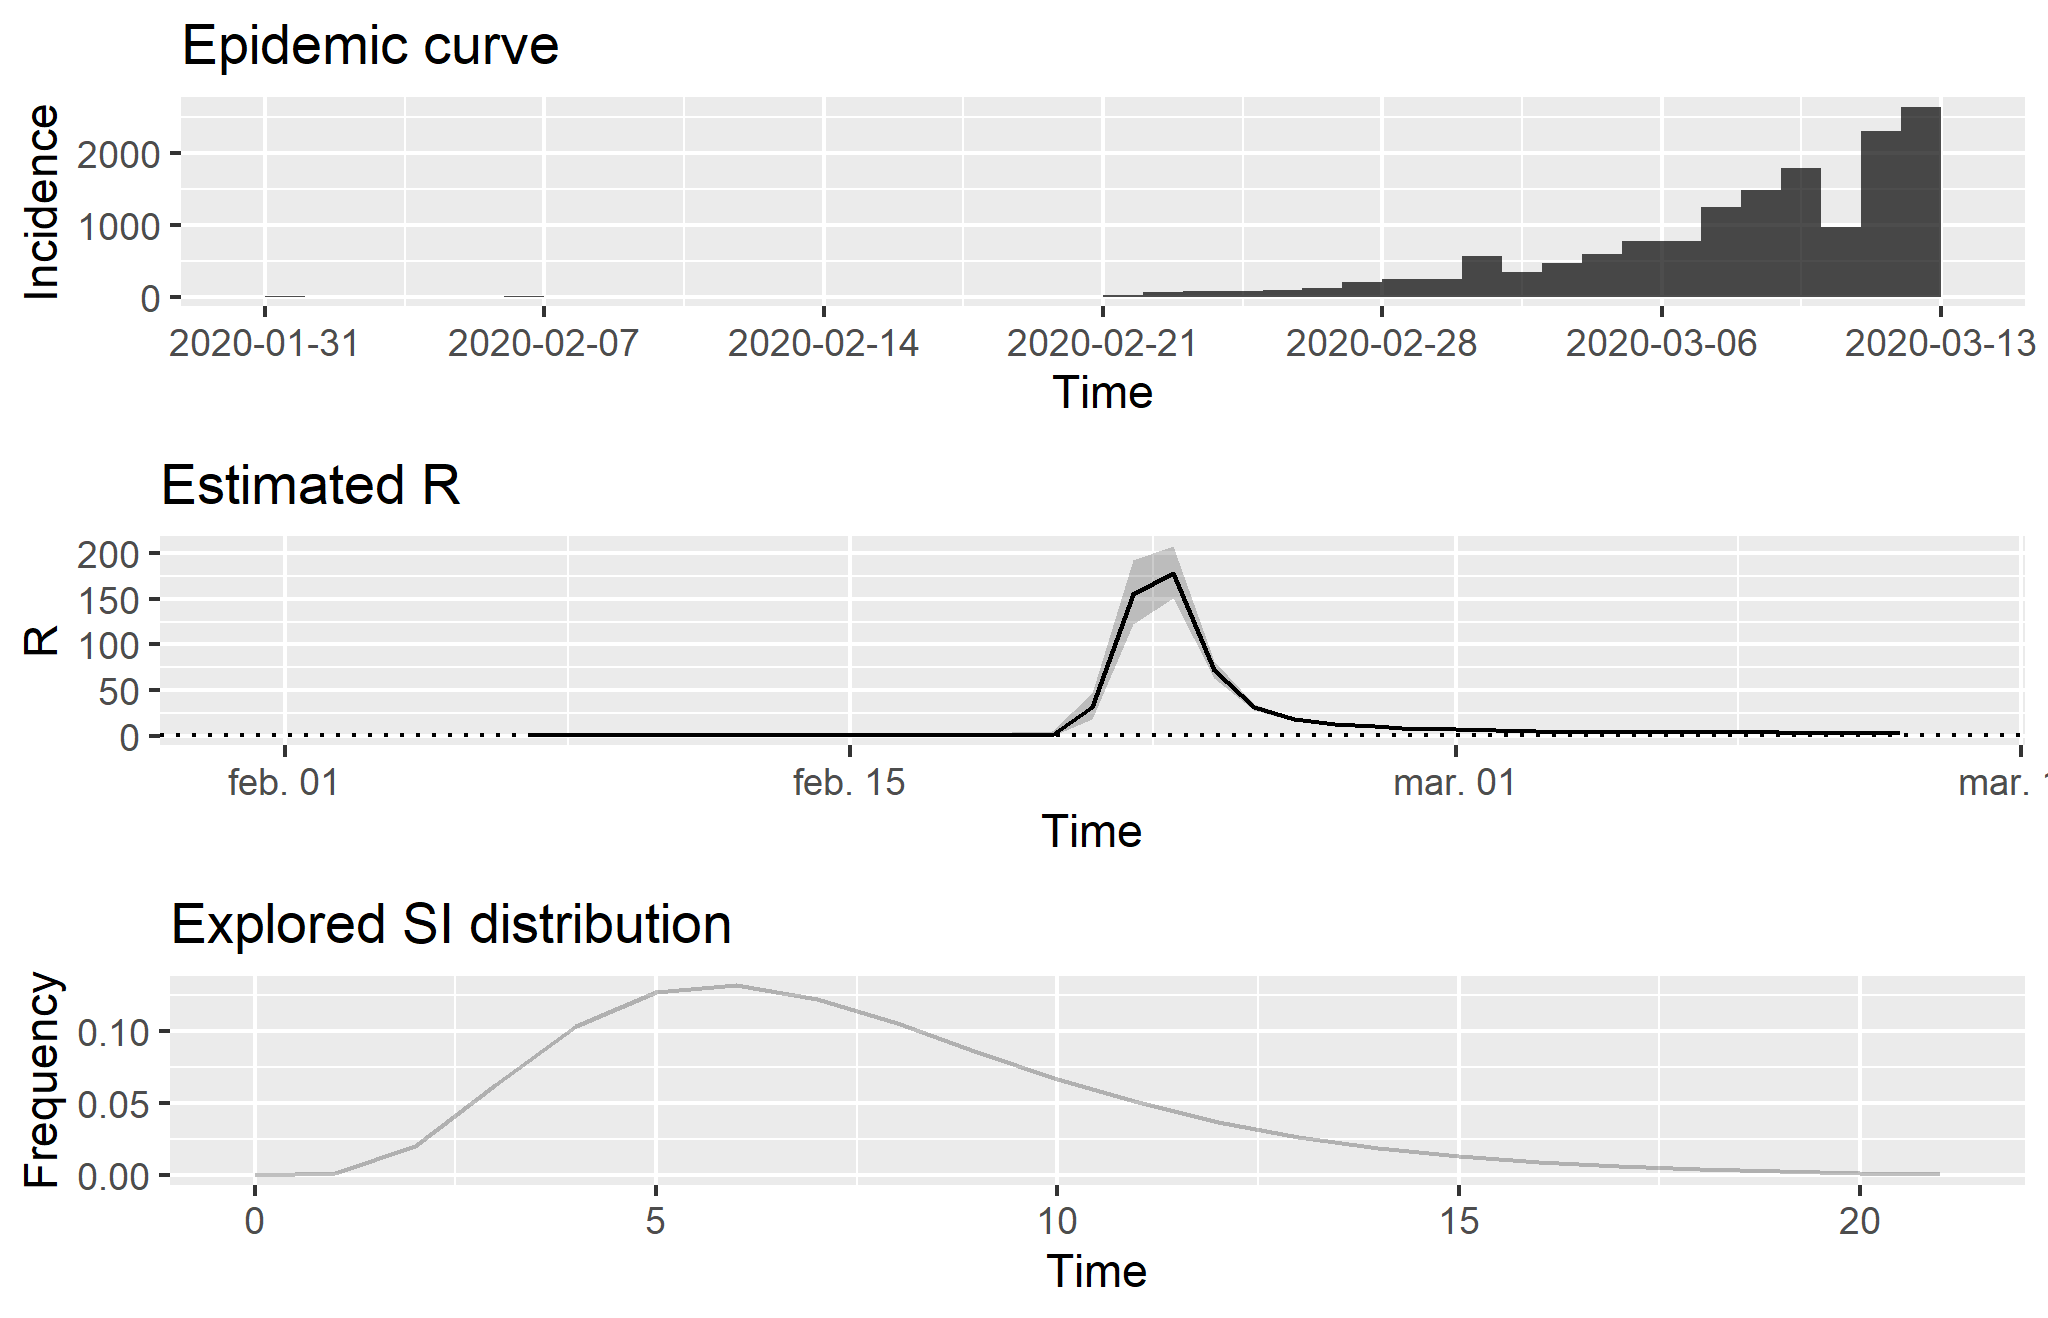 Epidemic curve
Incidence
2000
1000
0
2020-01-31 2020-02-07 2020-02-14 2020-02-21 2020-02-28 2020-03-06 2020-03-13
Time
Estimated R
R
200
150
100
50
0
feb. 01 feb. 15 mar. 01 mar.
Time
Explored SI distribution
Frequency
0.10
0.05
0.00
0 5 10 15 20
Time